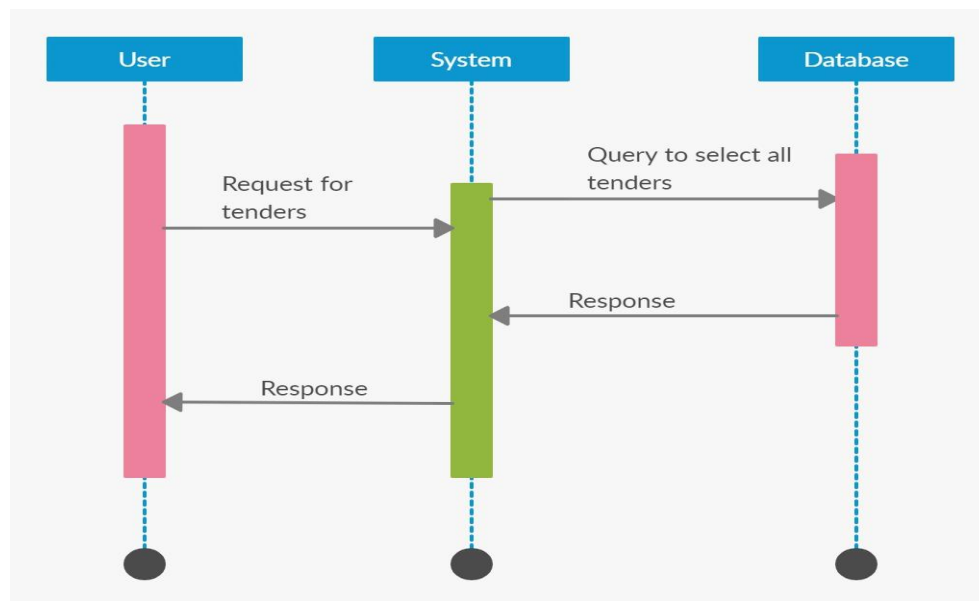 User
System
Database
Query to select all
tenders
Request for
tenders
Response
Response